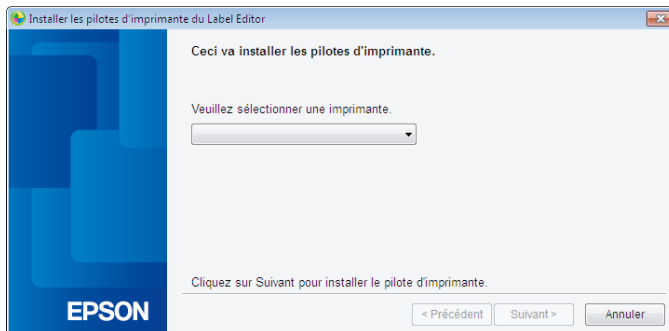 Installer les pilotes d'imprimante du Label Editor
Ceci va installer les pilotes d'imprimante.
Veuillez sélectionner une imprimante.
Cliquez sur Suivant pour installer le pilote d'imprimante.
EPSON
< Précédent
Suivant >
Annuler